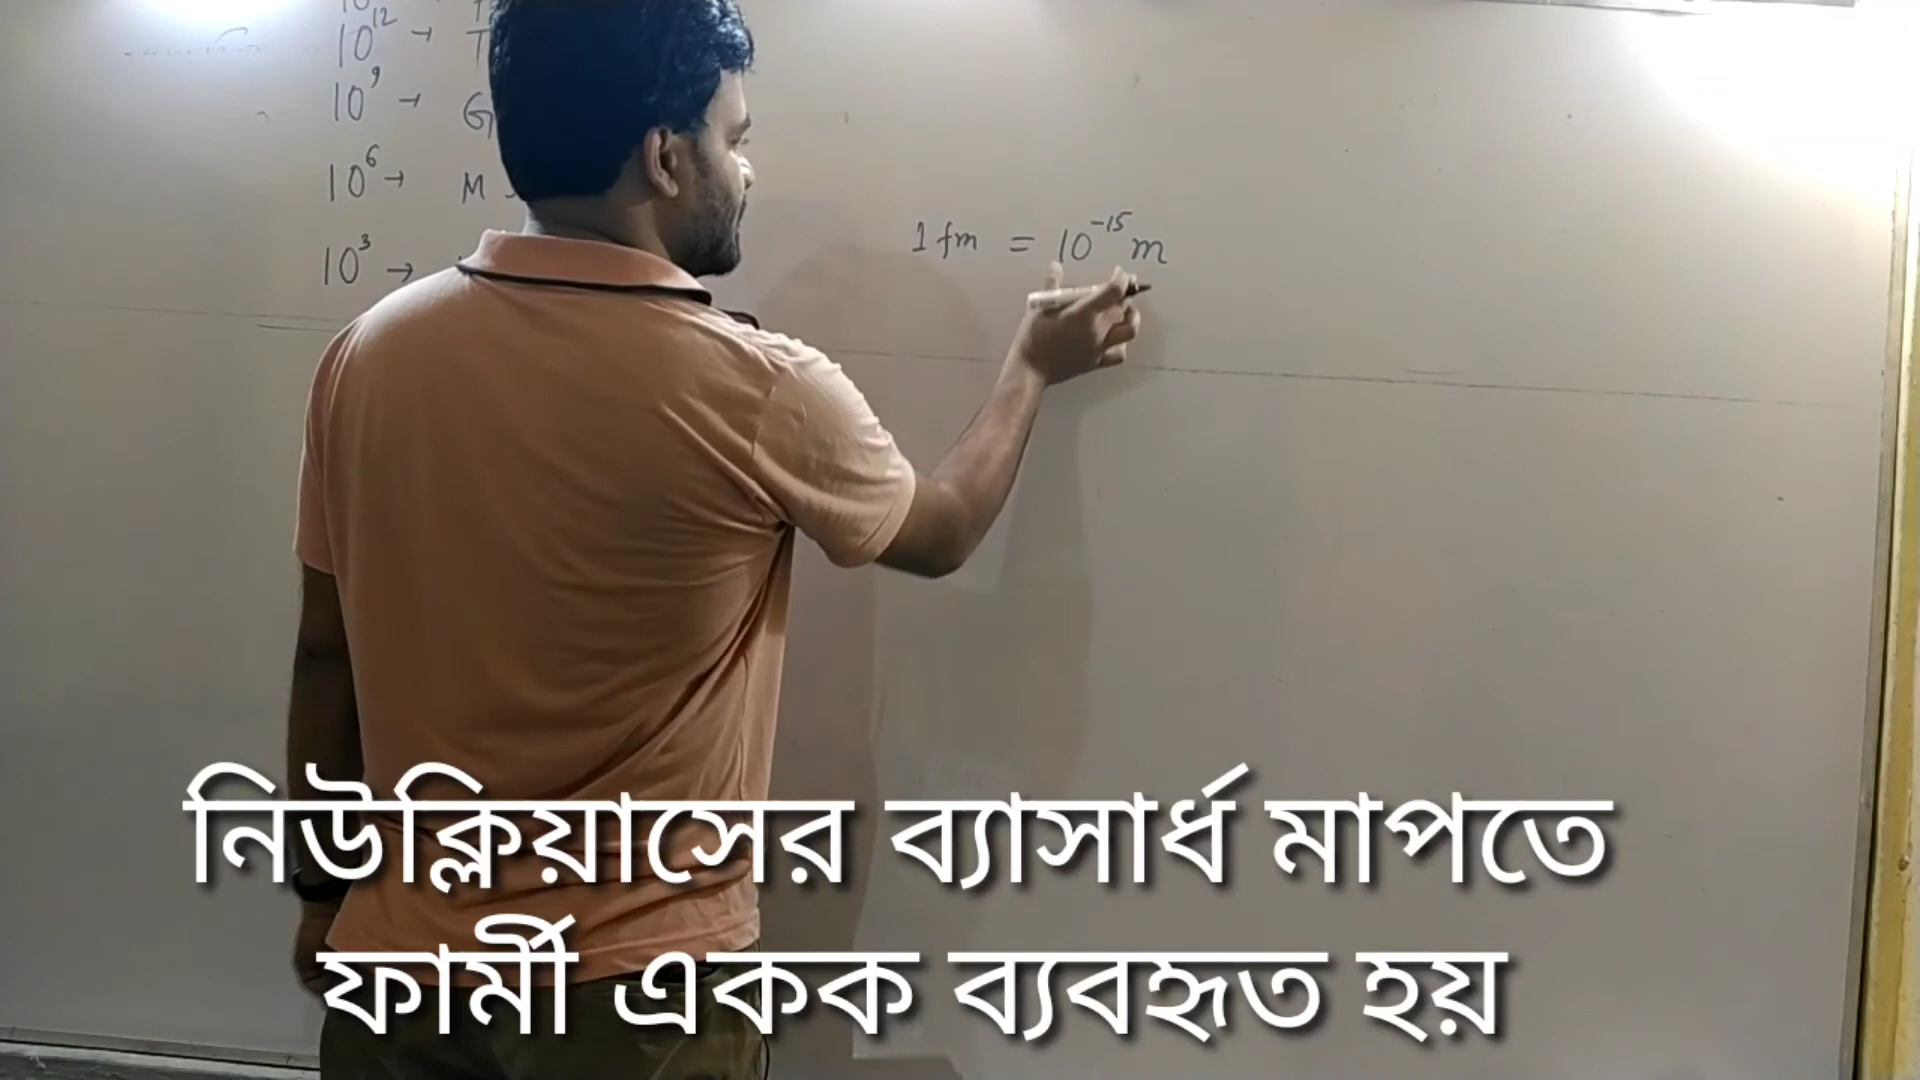 10¹² → T
10⁹ → G
10⁶ → M
10³ →
1 fm = 10⁻¹⁵ m
নিউক্লিয়াসের ব্যাসার্ধ মাপতে
ফার্মী একক ব্যবহৃত হয়